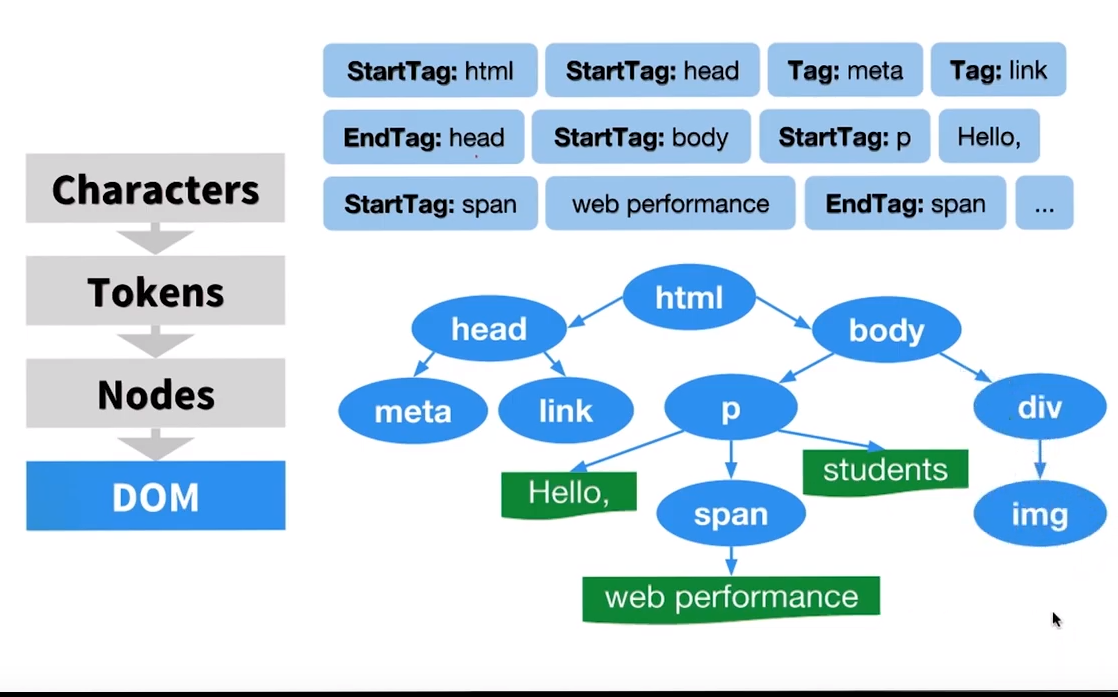 StartTag: html StartTag: head Tag: meta Tag: link
EndTag: head StartTag: body StartTag: p Hello,
StartTag: span web performance EndTag: span ...
Characters
Tokens
Nodes
DOM
html
head
body
meta
link
p
div
Hello,
students
span
img
web performance